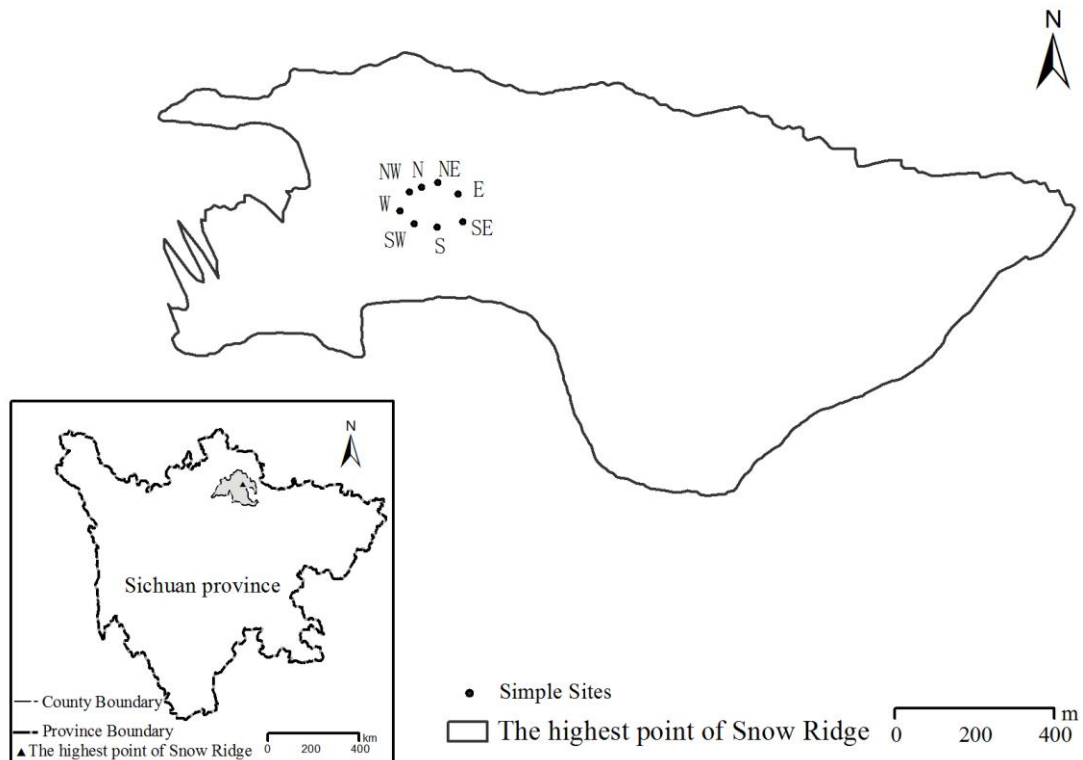 N
NW N NE
E
W
SW S SE
N
Sichuan province
County Boundary
Province Boundary
The highest point of Snow Ridge
0 200 400 km
Simple Sites
The highest point of Snow Ridge
0 200 400 m